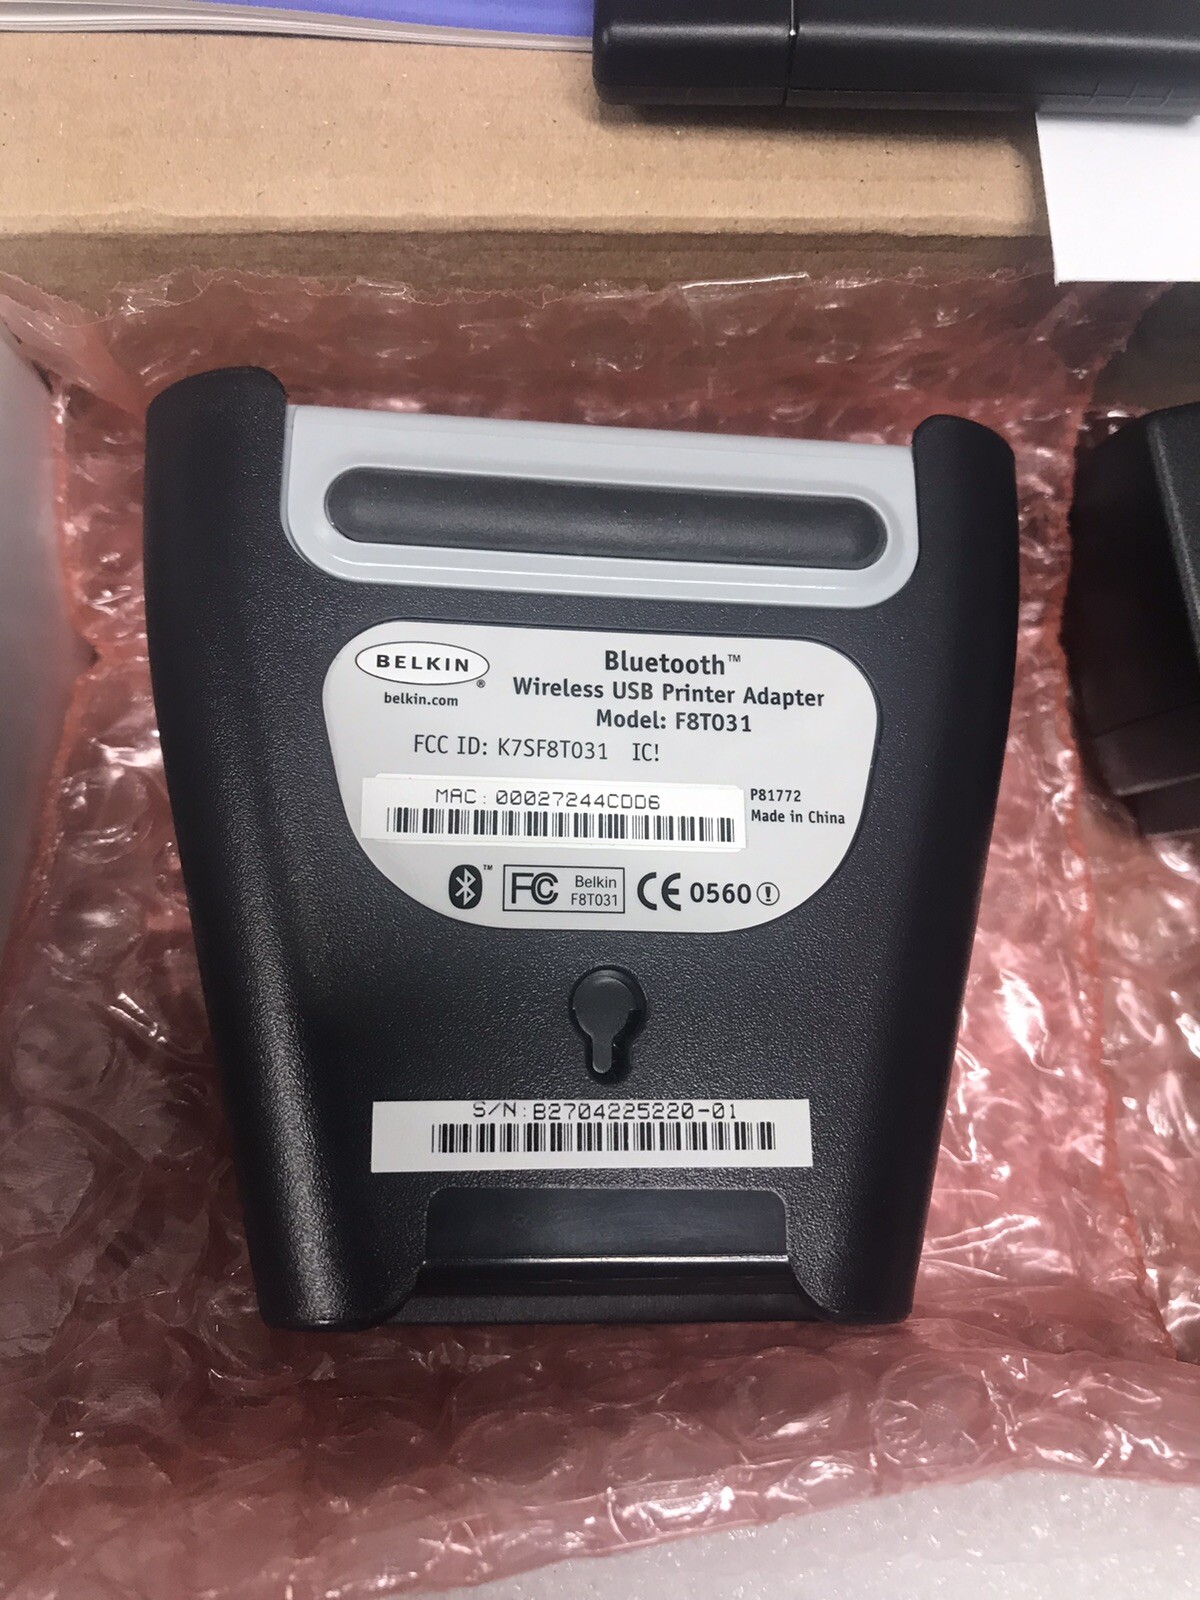 BELKIN®
belkin.com
Bluetooth™
Wireless USB Printer Adapter
Model: F8T031
FCC ID: K7SF8T031 IC!
MAC: 00027244CDD6
P81772
Made in China
™ FC Belkin F8T031 CE 0560
S/N:B2704225220-01